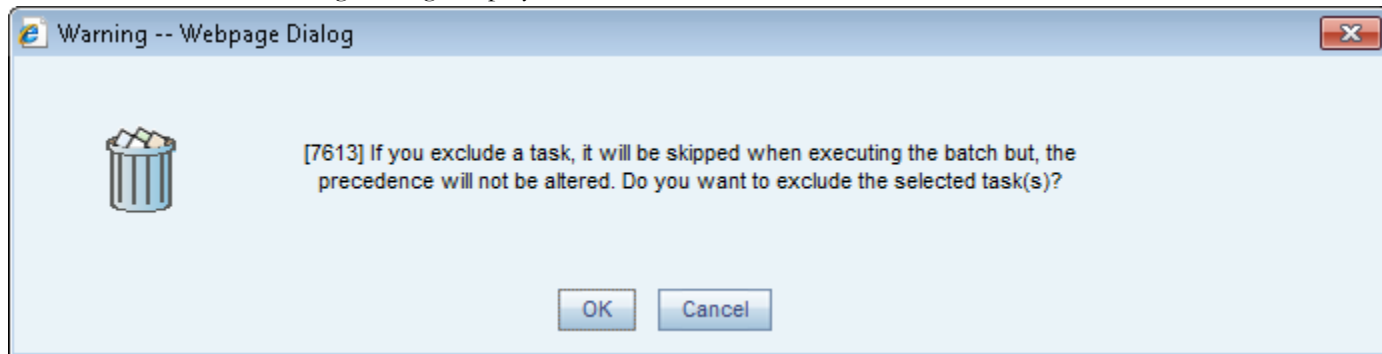 Warning -- Webpage Dialog
[7613] If you exclude a task, it will be skipped when executing the batch but, the
precedence will not be altered. Do you want to exclude the selected task(s)?
OK
Cancel